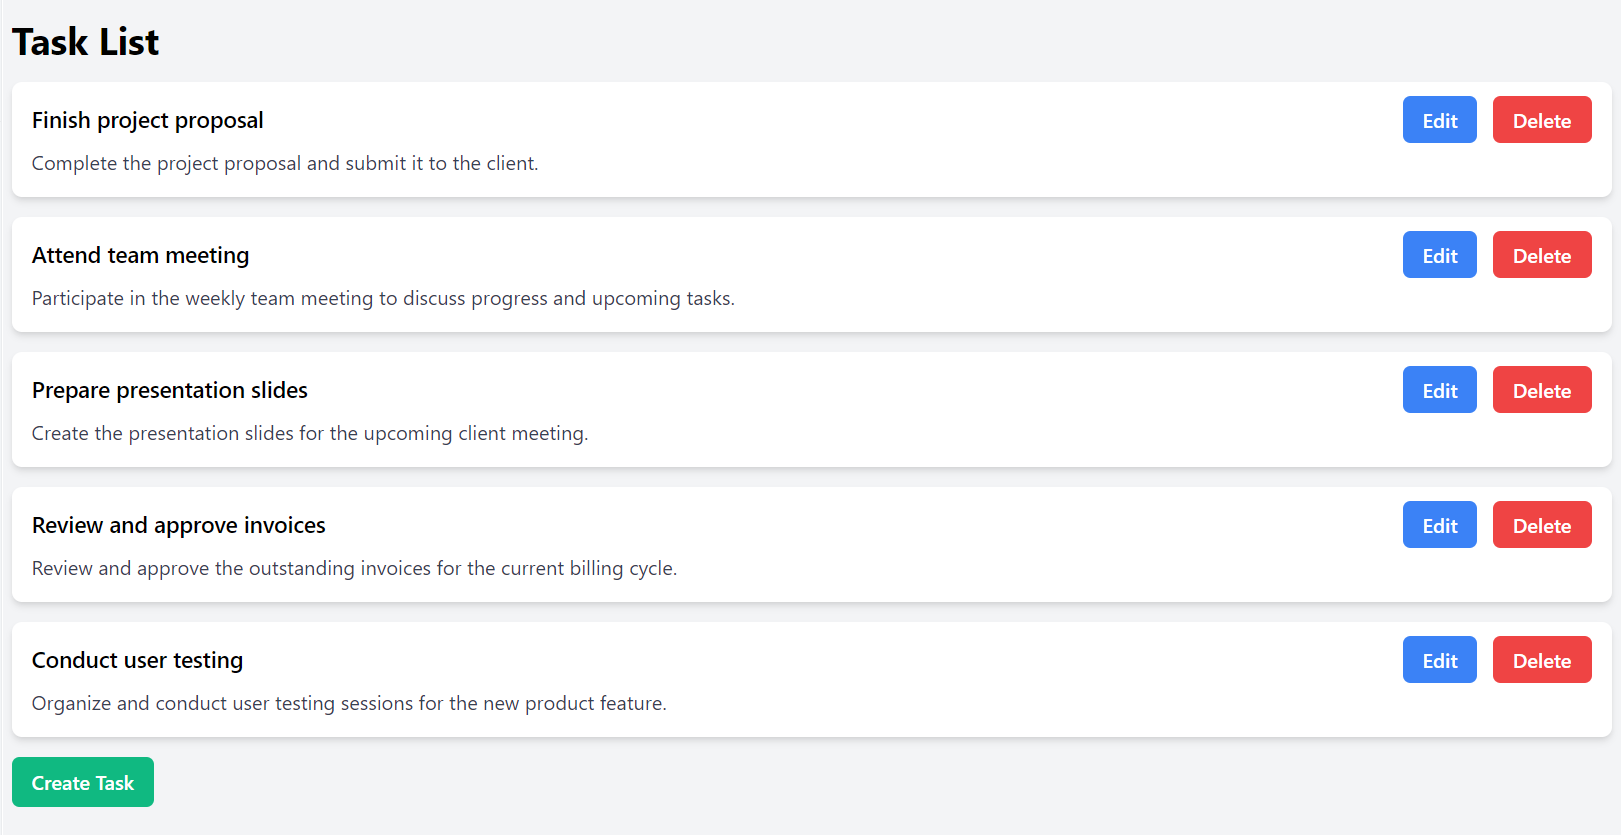 Task List
Finish project proposal
Edit
Delete
Complete the project proposal and submit it to the client.
Attend team meeting
Edit
Delete
Participate in the weekly team meeting to discuss progress and upcoming tasks.
Prepare presentation slides
Edit
Delete
Create the presentation slides for the upcoming client meeting.
Review and approve invoices
Edit
Delete
Review and approve the outstanding invoices for the current billing cycle.
Conduct user testing
Edit
Delete
Organize and conduct user testing sessions for the new product feature.
Create Task